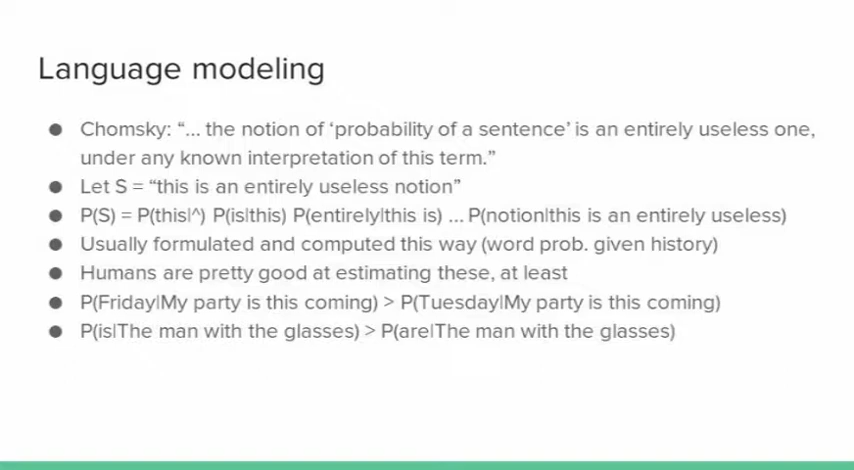 Language modeling
● Chomsky: “... the notion of ‘probability of a sentence’ is an entirely useless one,
under any known interpretation of this term.”
● Let S = “this is an entirely useless notion”
● P(S) = P(this|^) P(is|this) P(entirely|this is) ... P(notion|this is an entirely useless)
● Usually formulated and computed this way (word prob. given history)
● Humans are pretty good at estimating these, at least
● P(Friday|My party is this coming) > P(Tuesday|My party is this coming)
● P(is|The man with the glasses) > P(are|The man with the glasses)